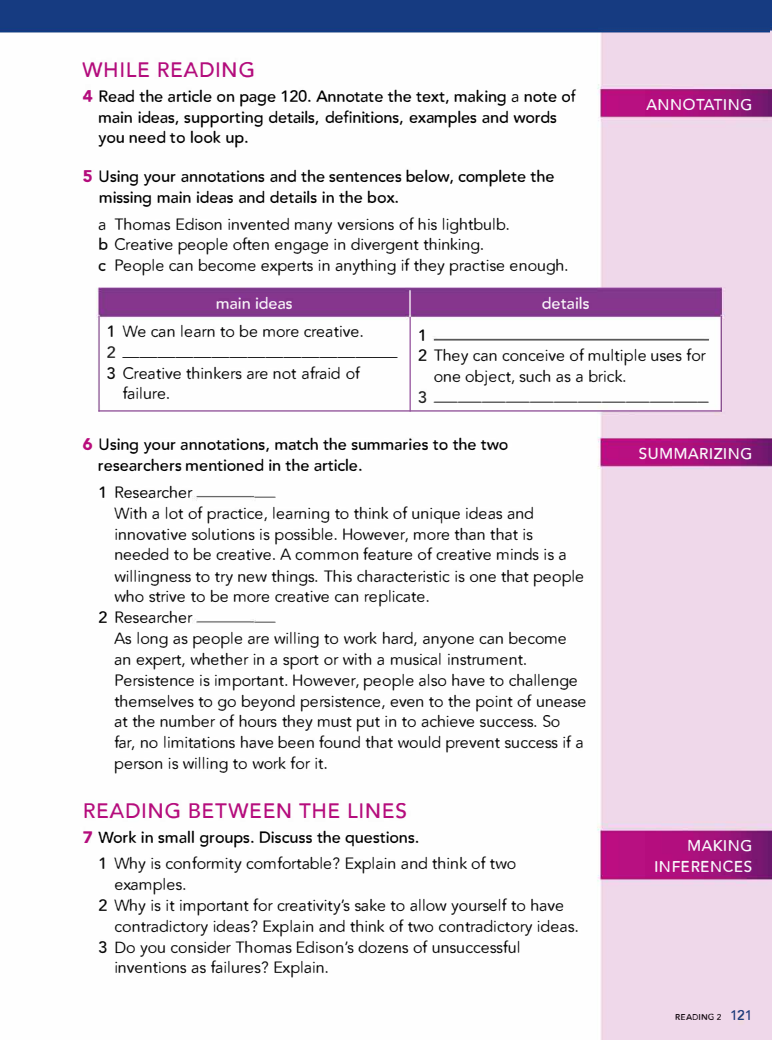 WHILE READING
4 Read the article on page 120. Annotate the text, making a note of
main ideas, supporting details, definitions, examples and words
you need to look up.
ANNOTATING
5 Using your annotations and the sentences below, complete the
missing main ideas and details in the box.
a Thomas Edison invented many versions of his lightbulb.
b Creative people often engage in divergent thinking.
c People can become experts in anything if they practise enough.
main ideas
1 We can learn to be more creative.
2 ______________________________
3 Creative thinkers are not afraid of
failure.
details
1 ______________________________
2 They can conceive of multiple uses for
one object, such as a brick.
3 ______________________________
6 Using your annotations, match the summaries to the two
researchers mentioned in the article.
SUMMARIZING
1 Researcher __________
With a lot of practice, learning to think of unique ideas and
innovative solutions is possible. However, more than that is
needed to be creative. A common feature of creative minds is a
willingness to try new things. This characteristic is one that people
who strive to be more creative can replicate.
2 Researcher __________
As long as people are willing to work hard, anyone can become
an expert, whether in a sport or with a musical instrument.
Persistence is important. However, people also have to challenge
themselves to go beyond persistence, even to the point of unease
at the number of hours they must put in to achieve success. So
far, no limitations have been found that would prevent success if a
person is willing to work for it.
READING BETWEEN THE LINES
7 Work in small groups. Discuss the questions.
MAKING
INFERENCES
1 Why is conformity comfortable? Explain and think of two
examples.
2 Why is it important for creativity's sake to allow yourself to have
contradictory ideas? Explain and think of two contradictory ideas.
3 Do you consider Thomas Edison's dozens of unsuccessful
inventions as failures? Explain.
READING 2 121